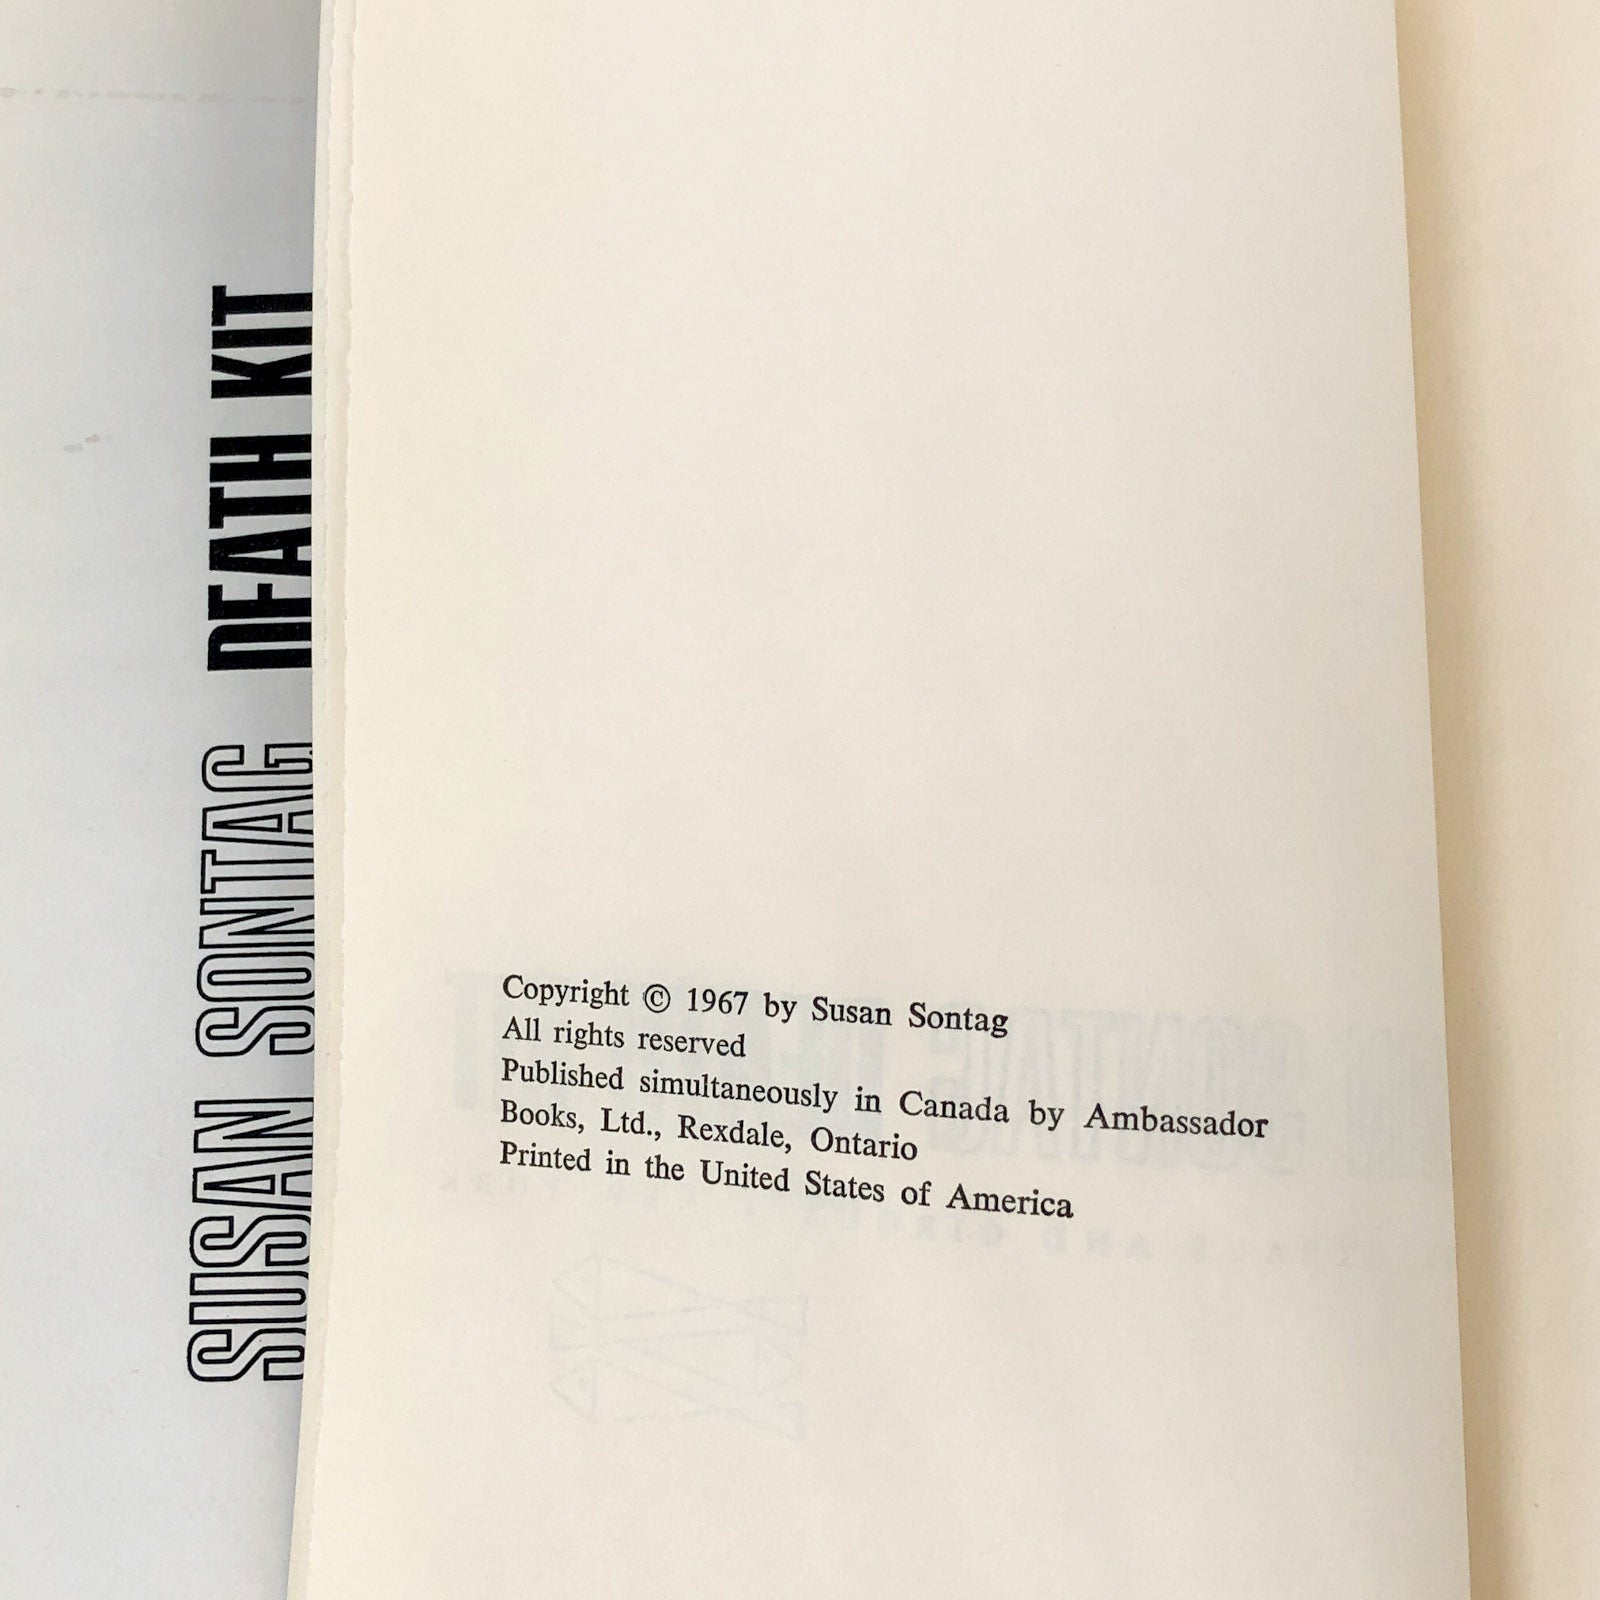 SUSAN SONTAG DEATH KIT
Copyright © 1967 by Susan Sontag
All rights reserved
Published simultaneously in Canada by Ambassador
Books, Ltd., Rexdale, Ontario
Printed in the United States of America